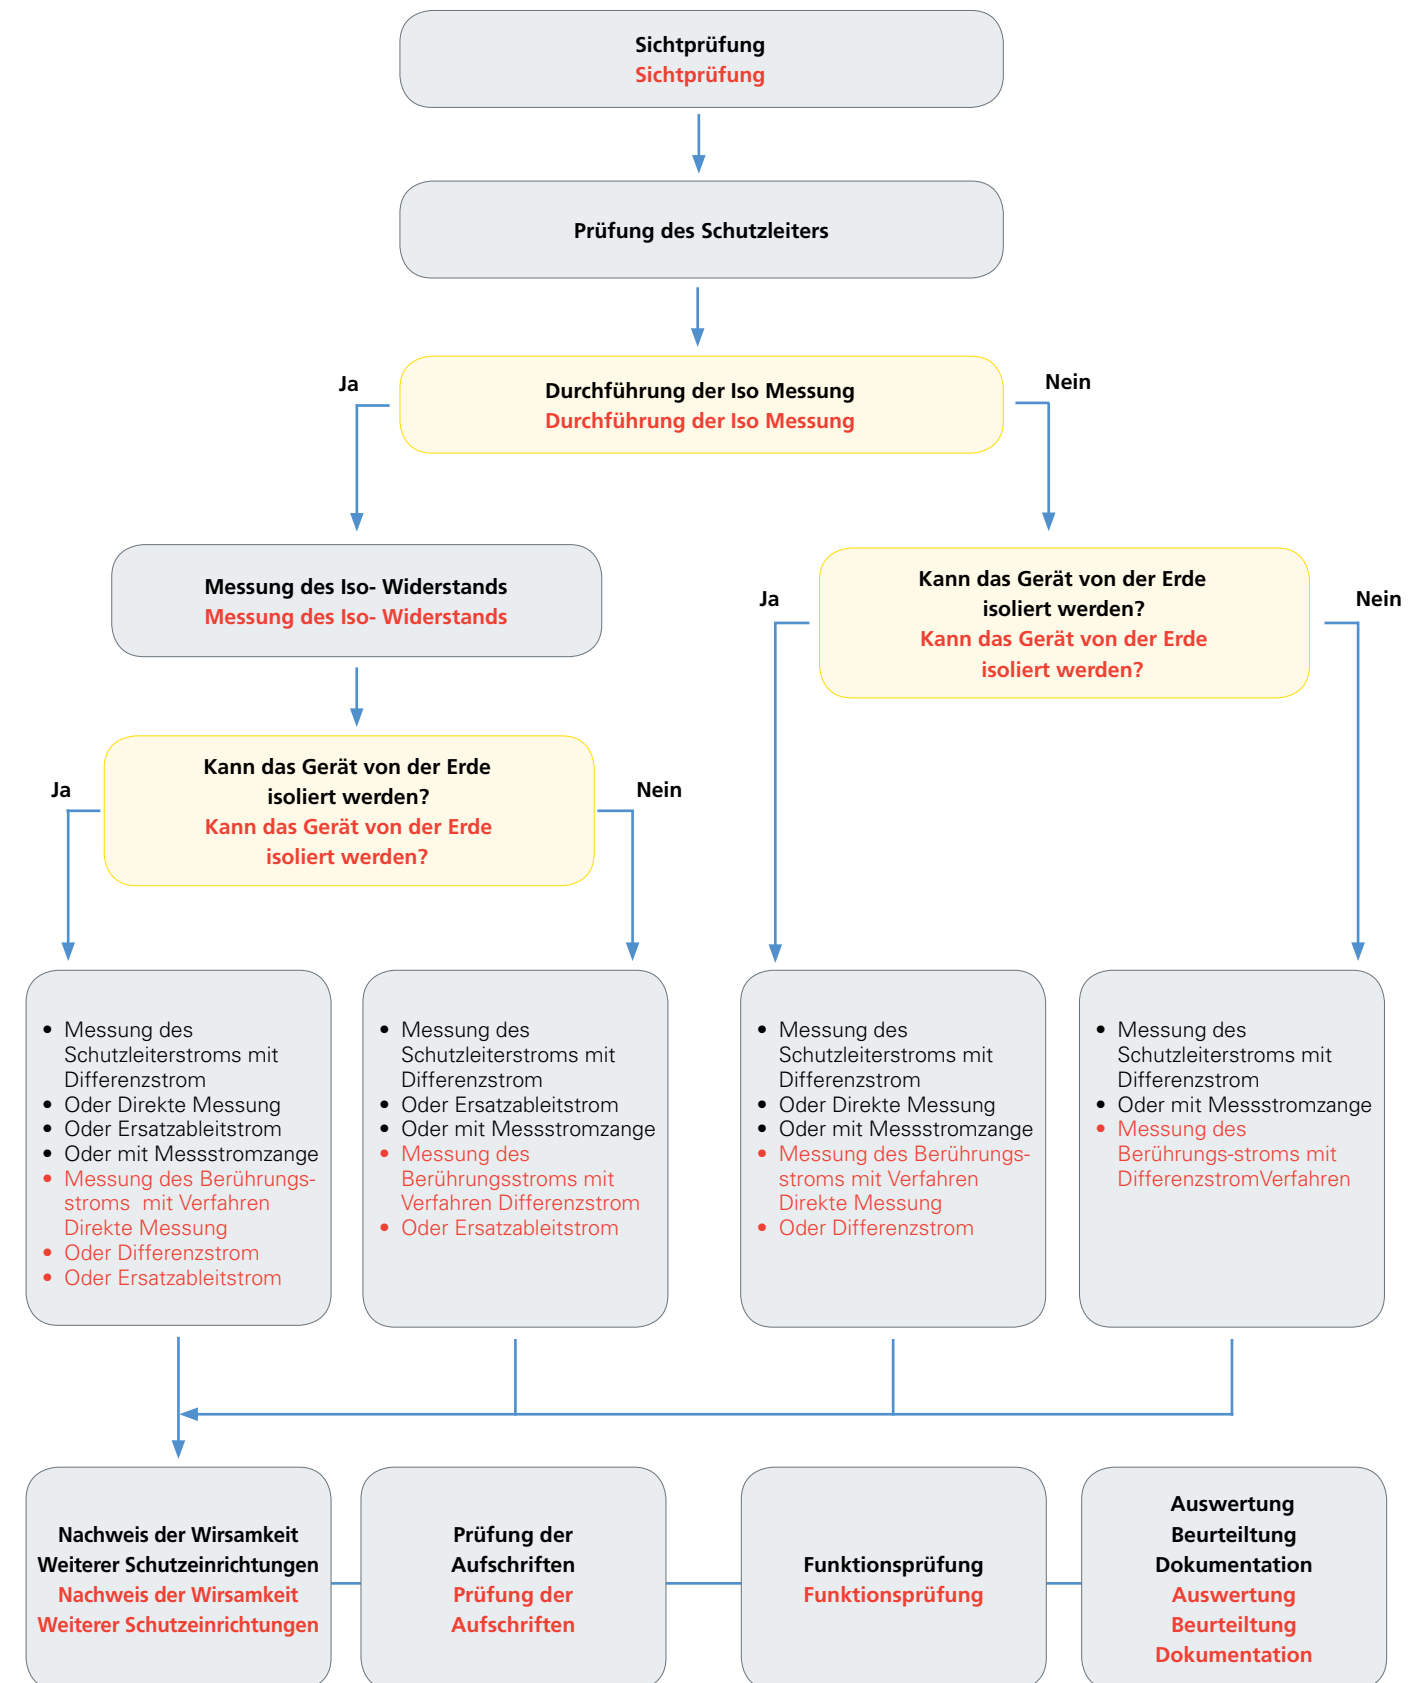 Sichtprüfung
Sichtprüfung
Prüfung des Schutzleiters
Ja
Durchführung der Iso Messung
Durchführung der Iso Messung
Nein
Messung des Iso- Widerstands
Messung des Iso- Widerstands
Ja
Kann das Gerät von der Erde
isoliert werden?
Kann das Gerät von der Erde
isoliert werden?
Nein
Ja
Kann das Gerät von der Erde
isoliert werden?
Kann das Gerät von der Erde
isoliert werden?
Nein
• Messung des
Schutzleiterstroms mit
Differenzstrom
• Oder Direkte Messung
• Oder Ersatzableitstrom
• Oder mit Messstromzange
• Messung des Berührungs-
stroms mit Verfahren
Direkte Messung
• Oder Differenzstrom
• Oder Ersatzableitstrom
• Messung des
Schutzleiterstroms mit
Differenzstrom
• Oder Ersatzableitstrom
• Oder mit Messstromzange
• Messung des
Berührungsstroms mit
Verfahren Differenzstrom
• Oder Ersatzableitstrom
• Messung des
Schutzleiterstroms mit
Differenzstrom
• Oder Direkte Messung
• Oder mit Messstromzange
• Messung des Berührungs-
stroms mit Verfahren
Direkte Messung
• Oder Differenzstrom
• Messung des
Schutzleiterstroms mit
Differenzstrom
• Oder mit Messstromzange
• Messung des
Berührungs-stroms mit
DifferenzstromVerfahren
Nachweis der Wirsamkeit
Weiterer Schutzeinrichtungen
Nachweis der Wirsamkeit
Weiterer Schutzeinrichtungen
Prüfung der
Aufschriften
Prüfung der
Aufschriften
Funktionsprüfung
Funktionsprüfung
Auswertung
Beurteiltung
Dokumentation
Auswertung
Beurteiltung
Dokumentation